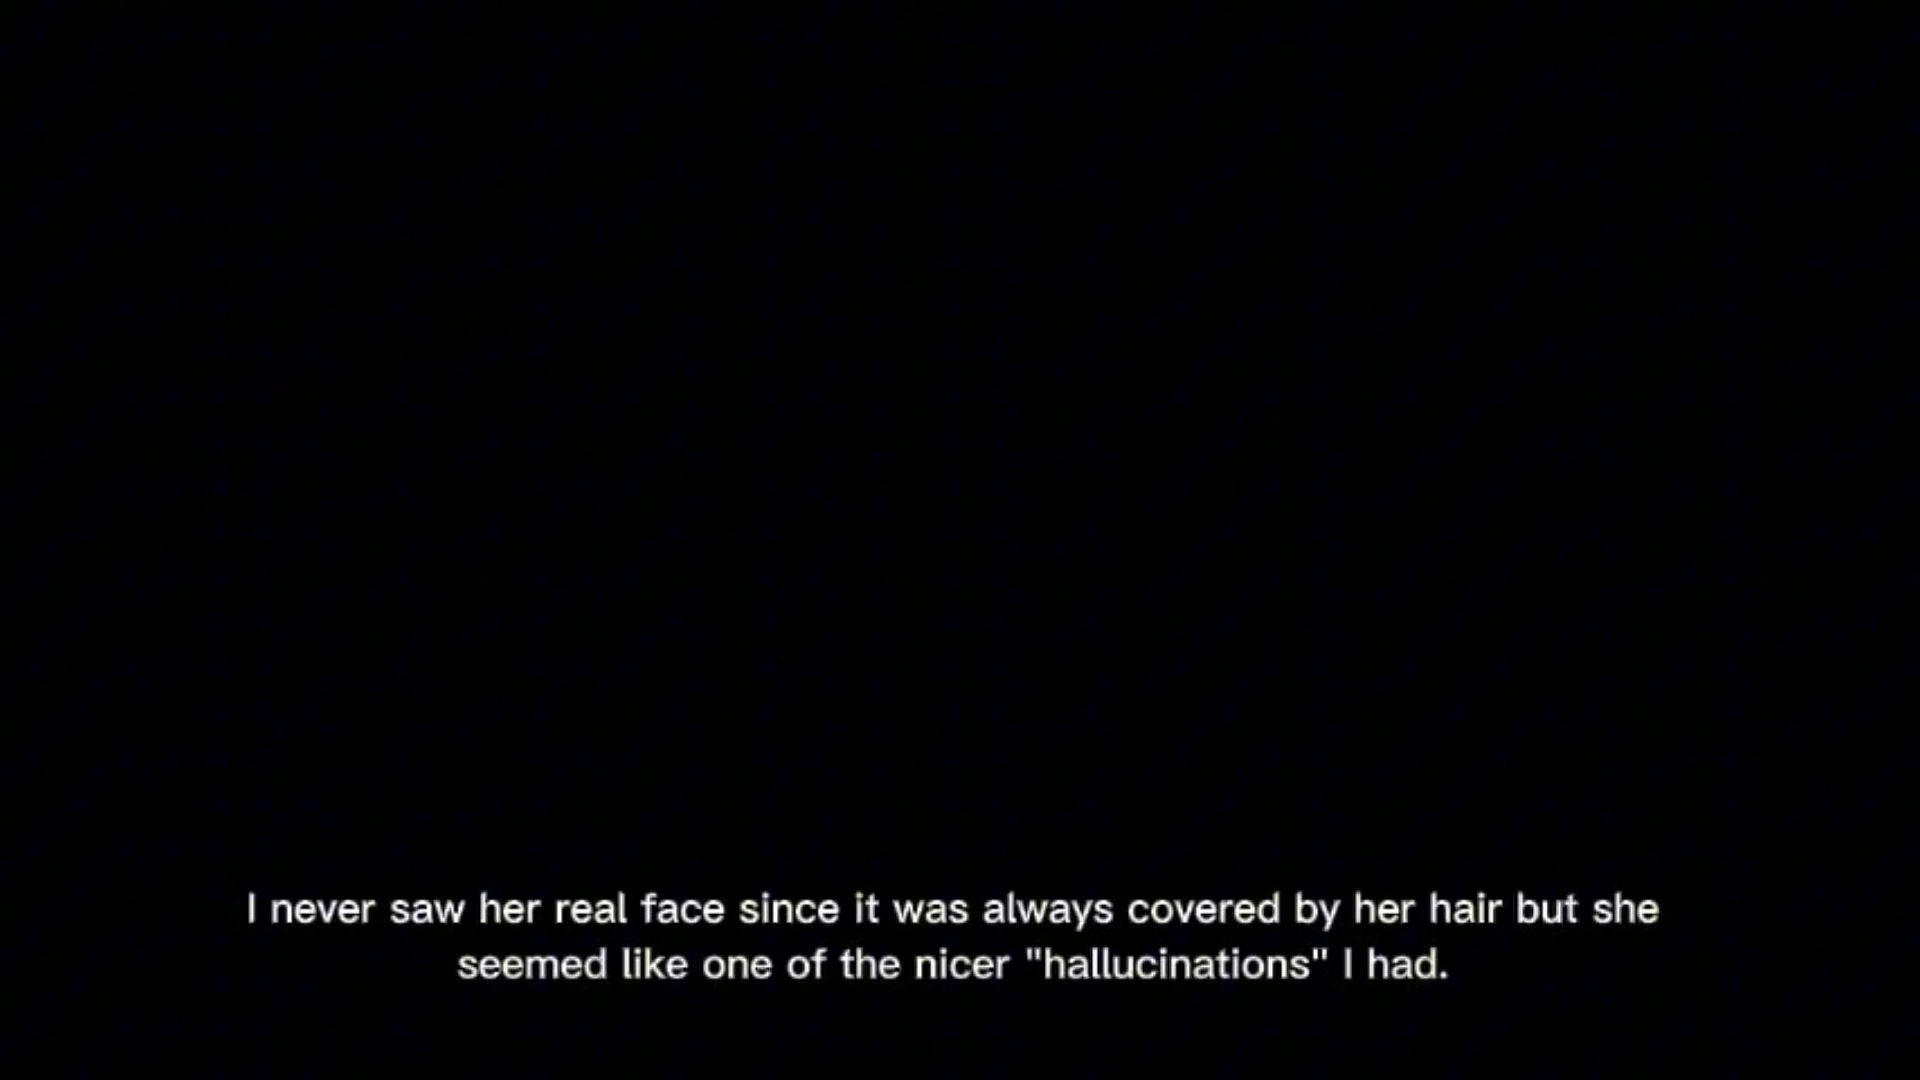 I never saw her real face since it was always covered by her hair but she
seemed like one of the nicer "hallucinations" I had.